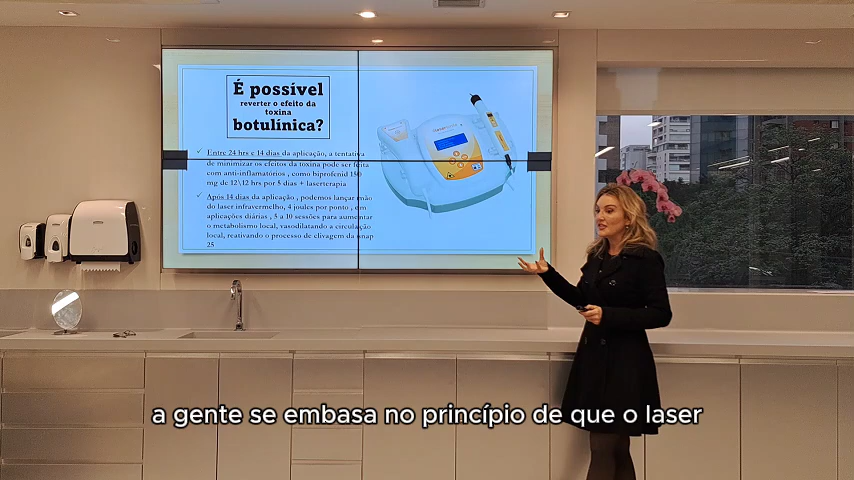 É possível
reverter o efeito da
toxina
botulínica?
Entre 24 hrs e 14 dias da aplicação, a tentativa
de minimizar os efeitos da toxina pode ser feita
com anti-inflamatórios , como biprofenid 150
mg de 12\12 hrs por 5 dias + laserterapia
Após 14 dias da aplicação , podemos lançar mão
do laser infravermelho, 4 joules por ponto , em
aplicações diárias , 5 a 10 sessões para aumentar
o metabolismo local, vasodilatando a circulação
local, reativando o processo de clivagem da snap
25
a gente se embasa no princípio de que o laser